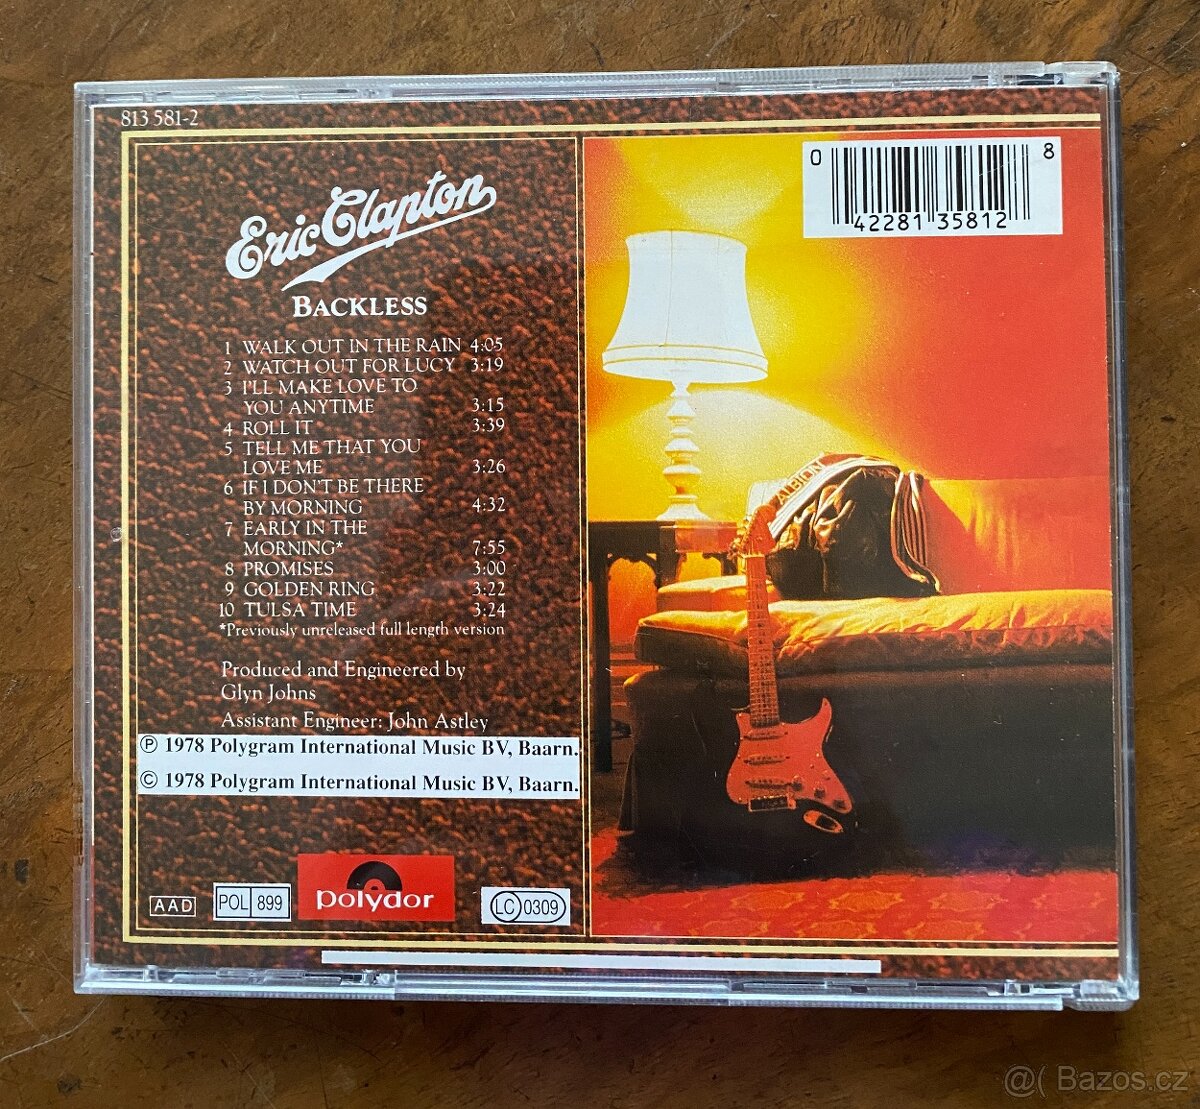 813 581-2
Eric Clapton
BACKLESS
1 WALK OUT IN THE RAIN 4:05
2 WATCH OUT FOR LUCY 3:19
3 I'LL MAKE LOVE TO
YOU ANYTIME 3:15
4 ROLL IT 3:39
5 TELL ME THAT YOU
LOVE ME 3:26
6 IF I DON'T BE THERE
BY MORNING 4:32
7 EARLY IN THE
MORNING* 7:55
8 PROMISES 3:00
9 GOLDEN RING 3:22
10 TULSA TIME 3:24
*Previously unreleased full length version
Produced and Engineered by
Glyn Johns
Assistant Engineer: John Astley
℗ 1978 Polygram International Music BV, Baarn.
© 1978 Polygram International Music BV, Baarn.
AAD
POL 899
polydor
LC 0309
0 8
42281 35812
ALBION
@( Bazos.cz